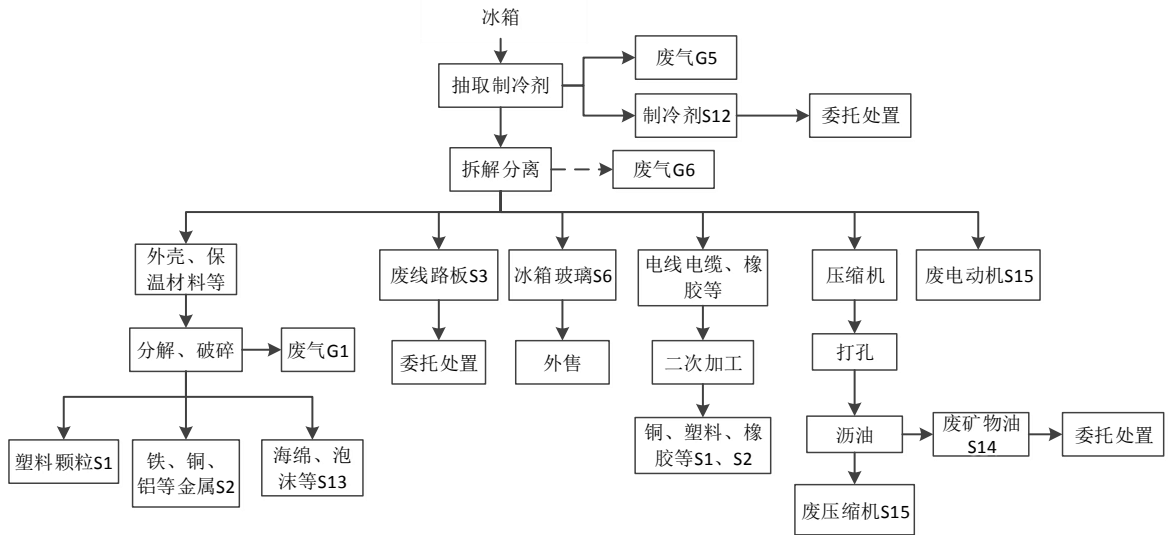 冰箱
抽取制冷剂
废气G5
制冷剂S12
委托处置
拆解分离
废气G6
外壳、保
温材料等
废线路板S3
冰箱玻璃S6
电线电缆、橡
胶等
压缩机
废电动机S15
分解、破碎
废气G1
委托处置
外售
二次加工
打孔
塑料颗粒S1
铁、铜、
铝等金属S2
海绵、泡
沫等S13
铜、塑料、橡
胶等S1、S2
沥油
废矿物油
S14
委托处置
废压缩机S15